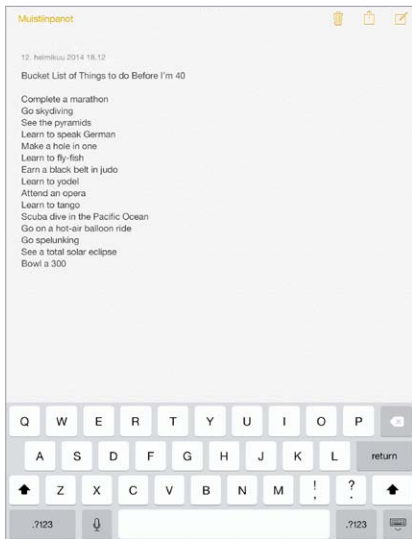 Muistiinpanot
12. helmikuu 2014 18.12
Bucket List of Things to do Before I'm 40
Complete a marathon
Go skydiving
See the pyramids
Learn to speak German
Make a hole in one
Learn to fly-fish
Earn a black belt in judo
Learn to yodel
Attend an opera
Learn to tango
Scuba dive in the Pacific Ocean
Go on a hot-air balloon ride
Go spelunking
See a total solar eclipse
Bowl a 300
Q W E R T Y U I O P
A S D F G H J K L return
Z X C V B N M ! , ? .
.?123 .?123